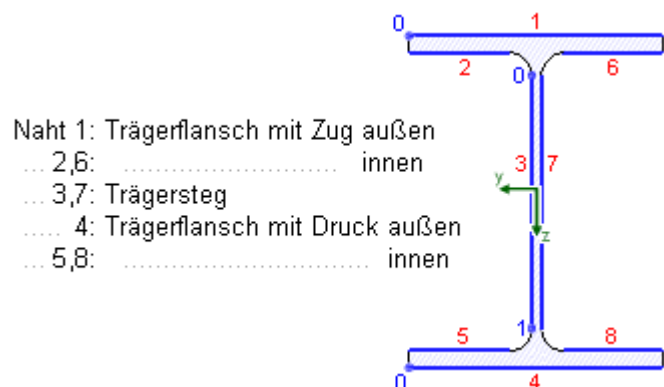 0 1
2 6
0
Naht 1: Trägerflansch mit Zug außen
... 2,6: ................................ innen
3 7
... 3,7: Trägersteg
y
..... 4: Trägerflansch mit Druck außen
z
... 5,8: ..................................... innen
1
5 8
0 4